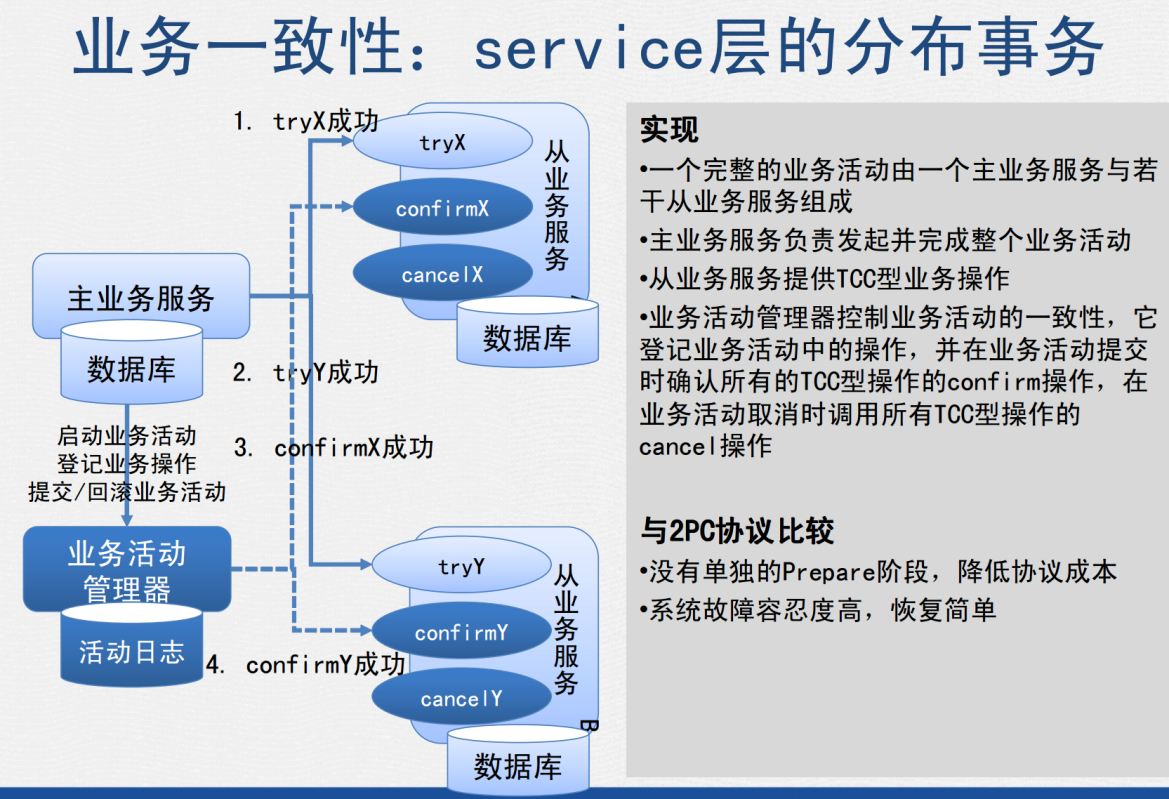 业务一致性：service层的分布事务
1. tryX成功
tryX
confirmX
cancelX
从业务服务
数据库
主业务服务
数据库
2. tryY成功
3. confirmX成功
启动业务活动
登记业务操作
提交/回滚业务活动
业务活动
管理器
活动日志
4. confirmY成功
tryY
confirmY
cancelY
从业务服务
B
数据库
实现
•一个完整的业务活动由一个主业务服务与若
干从业务服务组成
•主业务服务负责发起并完成整个业务活动
•从业务服务提供TCC型业务操作
•业务活动管理器控制业务活动的一致性，它
登记业务活动中的操作，并在业务活动提交
时确认所有的TCC型操作的confirm操作，在
业务活动取消时调用所有TCC型操作的
cancel操作
与2PC协议比较
•没有单独的Prepare阶段，降低协议成本
•系统故障容忍度高，恢复简单